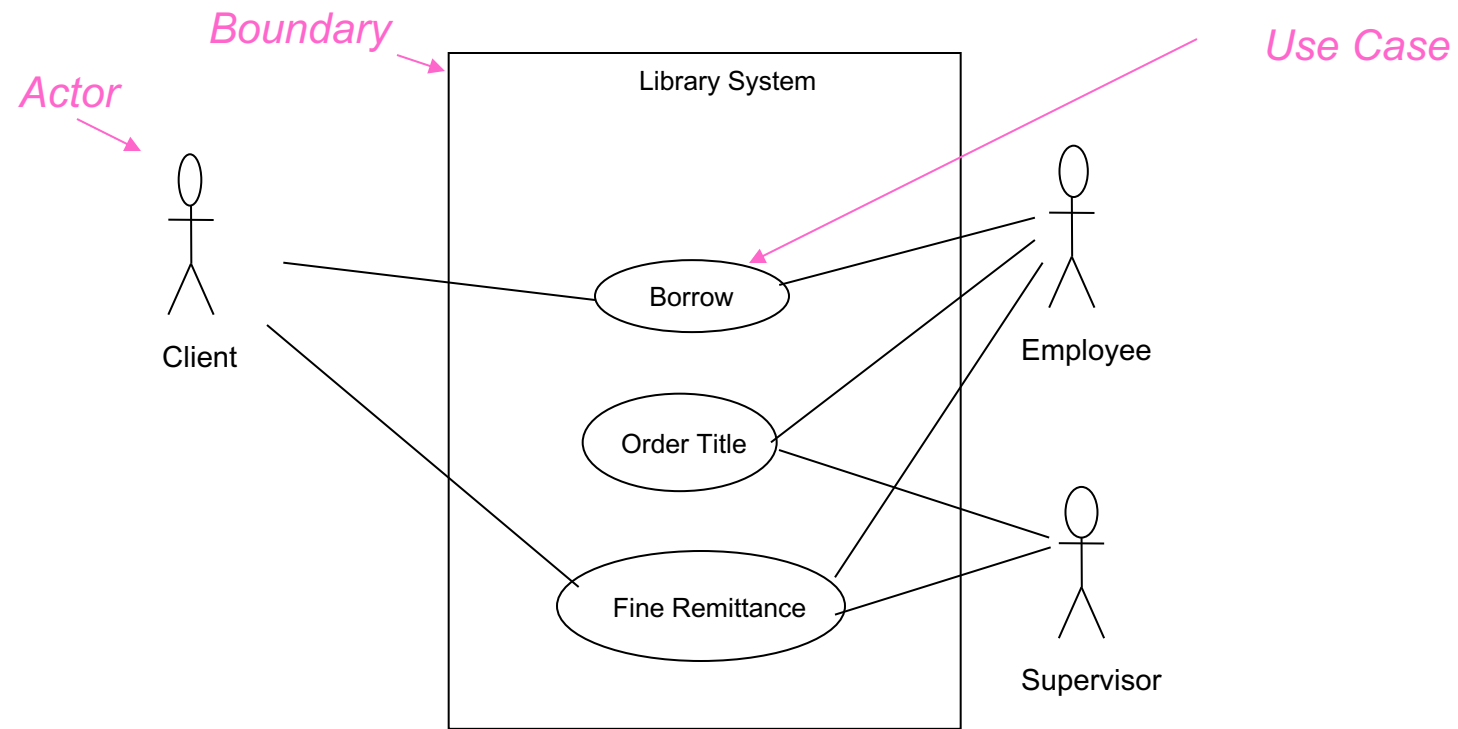 Boundary
Use Case
Actor
Library System
Borrow
Client
Employee
Order Title
Fine Remittance
Supervisor